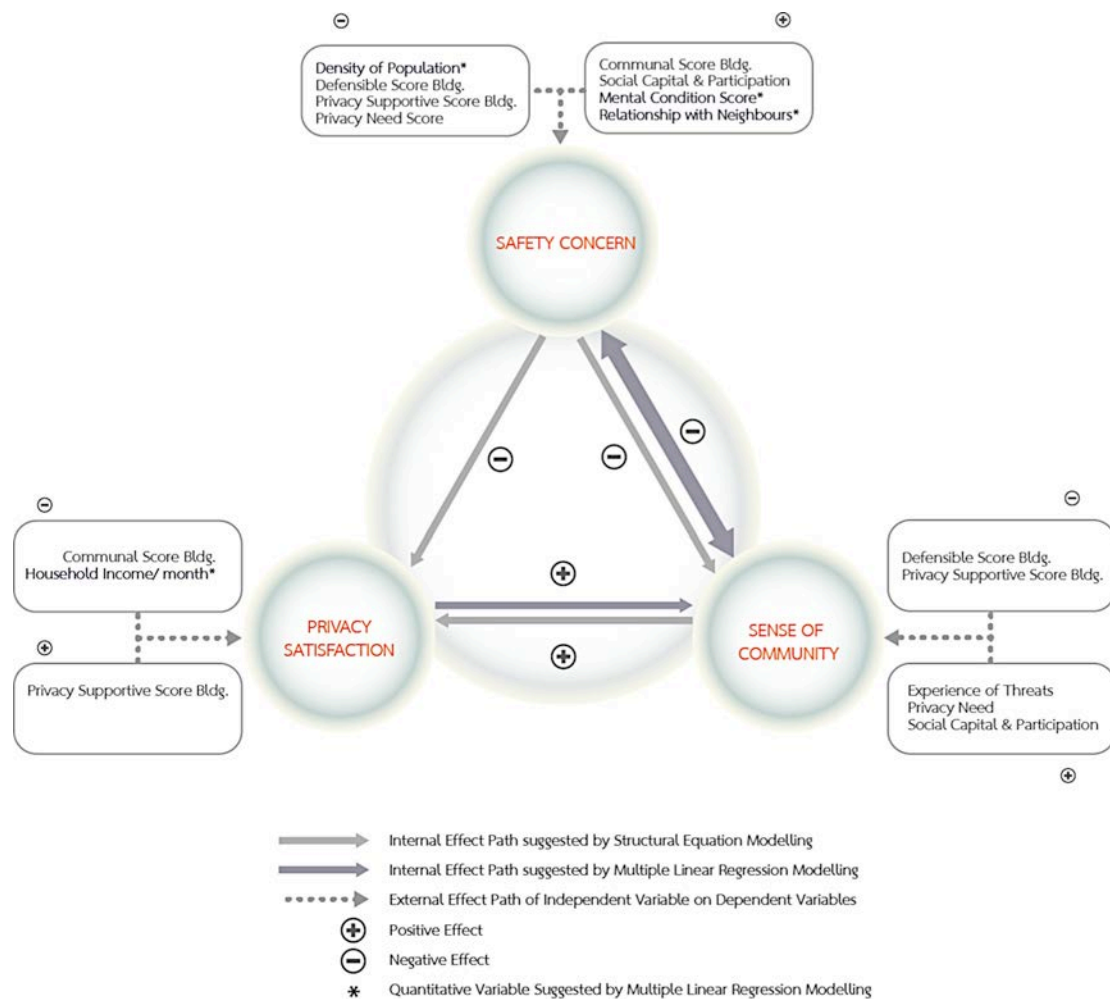 Density of Population*
Defensible Score Bldg.
Privacy Supportive Score Bldg.
Privacy Need Score
Communal Score Bldg.
Social Capital & Participation
Mental Condition Score*
Relationship with Neighbours*
SAFETY CONCERN
Communal Score Bldg.
Household Income/ month*
Privacy Supportive Score Bldg.
PRIVACY
SATISFACTION
SENSE OF
COMMUNITY
Defensible Score Bldg.
Privacy Supportive Score Bldg.
Experience of Threats
Privacy Need
Social Capital & Participation
Internal Effect Path suggested by Structural Equation Modelling
Internal Effect Path suggested by Multiple Linear Regression Modelling
External Effect Path of Independent Variable on Dependent Variables
Positive Effect
Negative Effect
* Quantitative Variable Suggested by Multiple Linear Regression Modelling